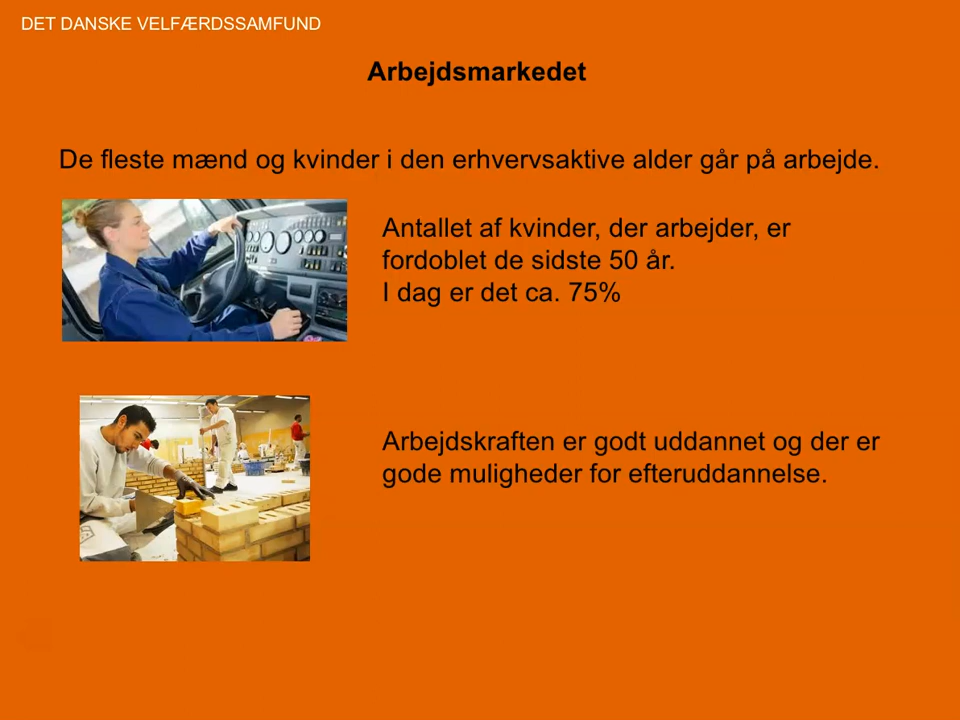 DET DANSKE VELFÆRDSSAMFUND
Arbejdsmarkedet
De fleste mænd og kvinder i den erhvervsaktive alder går på arbejde.
Antallet af kvinder, der arbejder, er
fordoblet de sidste 50 år.
I dag er det ca. 75%
Arbejdskraften er godt uddannet og der er
gode muligheder for efteruddannelse.